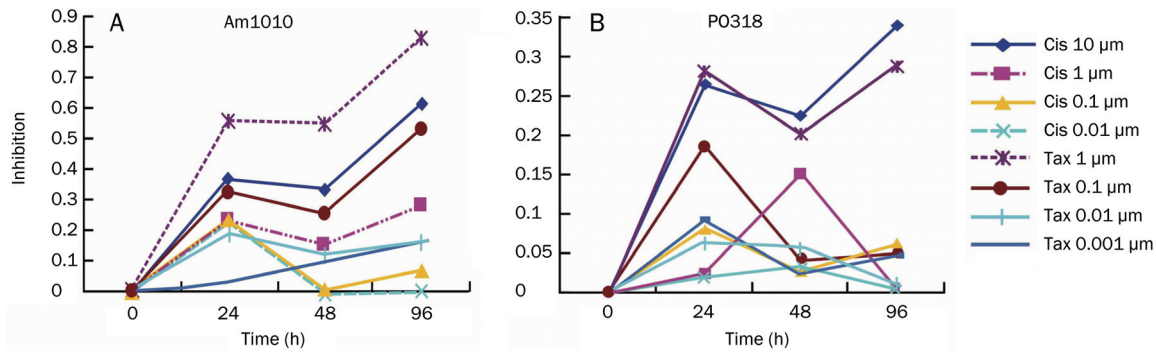 A
Am1010
0.9
0.8
0.7
0.6
0.5
0.4
0.3
0.2
0.1
0
Inhibition
0 24 48 96
Time (h)
B
PO318
0.35
0.3
0.25
0.2
0.15
0.1
0.05
0
0 24 48 96
Time (h)
Cis 10 µm
Cis 1 µm
Cis 0.1 µm
Cis 0.01 µm
Tax 1 µm
Tax 0.1 µm
Tax 0.01 µm
Tax 0.001 µm